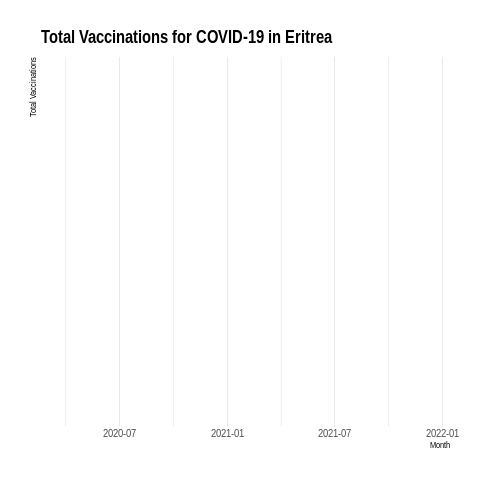 Total Vaccinations for COVID-19 in Eritrea
Total Vaccinations
2020-07 2021-01 2021-07 2022-01
Month